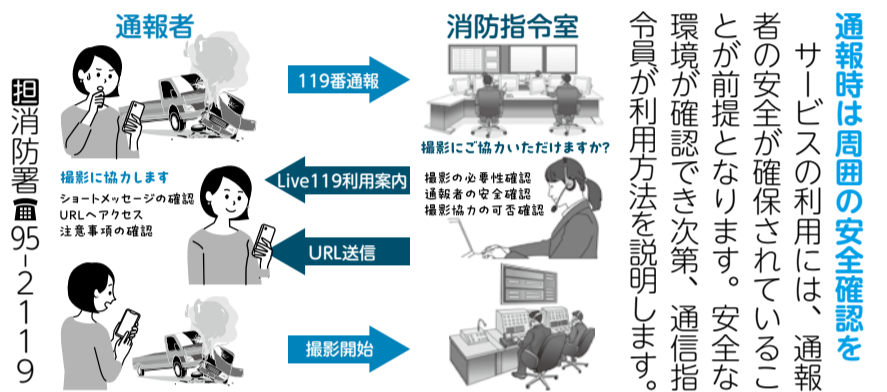 通報時は周囲の安全確認を
　サービスの利用には、通報
者の安全が確保されているこ
とが前提となります。安全な
環境が確認でき次第、通信指
令員が利用方法を説明します。
通報者
消防指令室
119番通報
撮影にご協力いただけますか？
撮影の必要性確認
通報者の安全確認
撮影協力の可否確認
Live119利用案内
撮影に協力します
ショートメッセージの確認
URLへアクセス
注意事項の確認
URL送信
撮影開始
担消防署☎95-2119